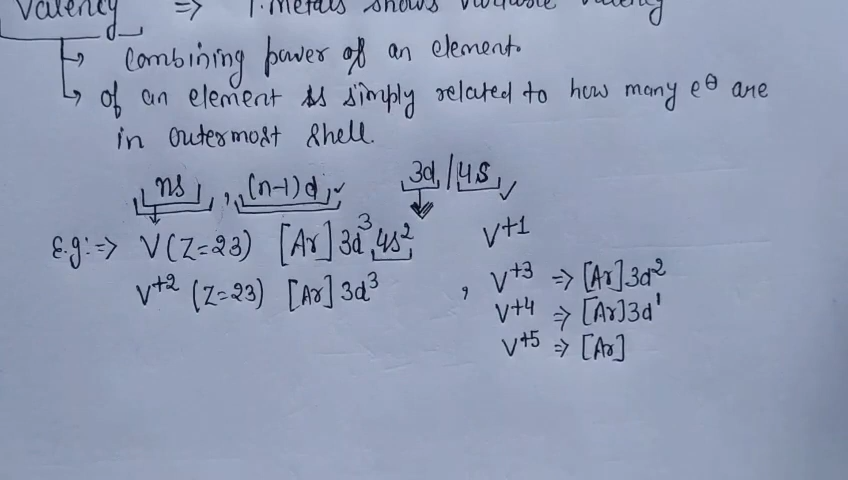 Valency => T. Metals shows variable valency
Combining power of an element.
of an element is simply related to how many e⊖ are
in outermost shell.
ns, (n-1)d 3d/4s
E.g:=> V(Z=23) [Ar]3d³4s² V+1
V+2 (Z=23) [Ar]3d³ , V+3 => [Ar]3d²
V+4 => [Ar]3d¹
V+5 => [Ar]